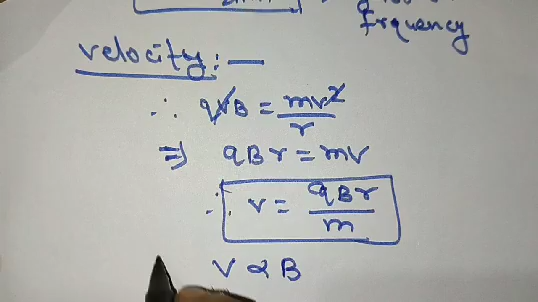 frequency
velocity:—
∴ qvB = mv²/r
⇒ qBr = mv
∴ v = qBr/m
v ∝ B